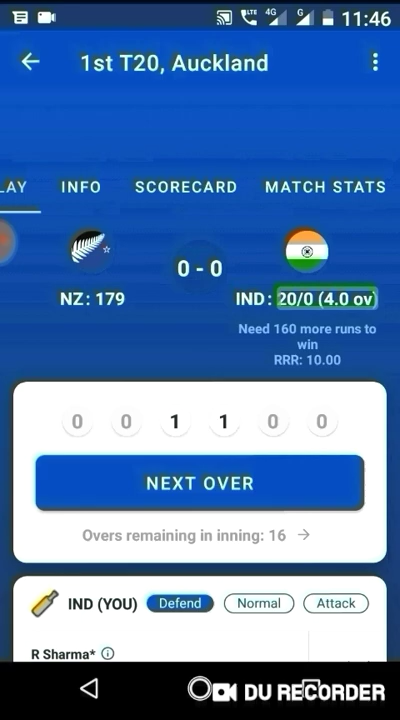 LTE 4G G 11:46
1st T20, Auckland
LAY INFO SCORECARD MATCH STATS
0 - 0
NZ: 179 IND: 20/0 (4.0 ov)
Need 160 more runs to
win
RRR: 10.00
0 0 1 1 0 0
NEXT OVER
Overs remaining in inning: 16
IND (YOU) Defend Normal Attack
R Sharma*
DU RECORDER